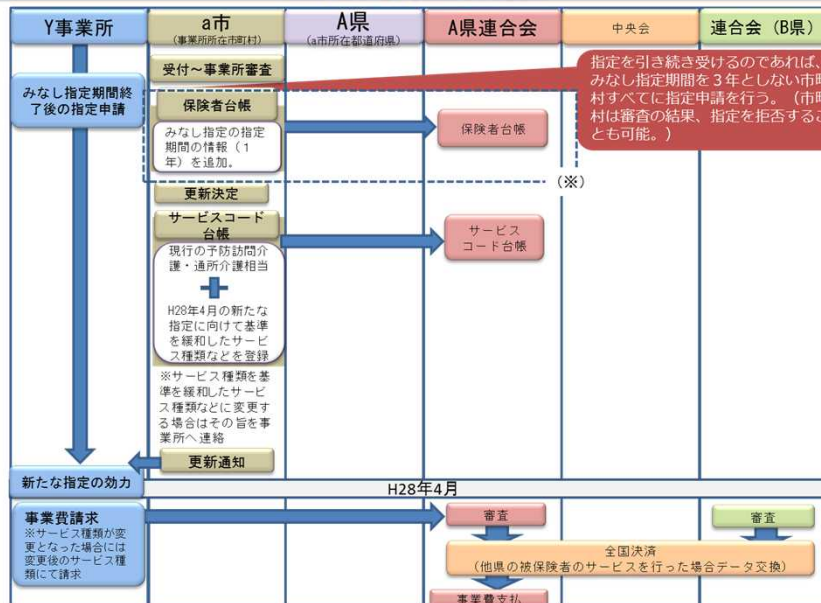 Y事業所
a市
(事業所所在市町村)
A県
(a市所在都道府県)
A県連合会
中央会
連合会（B県）
受付～事業所審査
みなし指定期間終
了後の指定申請
指定を引き続き受けるのであれば、
みなし指定期間を３年としない市町
村すべてに指定申請を行う。（市町
村は審査の結果、指定を拒否するこ
とも可能。）
保険者台帳
みなし指定の指定
期間の情報（１
年）を追加。
保険者台帳
(※)
更新決定
サービスコード
台帳
現行の予防訪問介
護・通所介護相当
H28年4月の新たな
指定に向けて基準
を緩和したサービ
ス種類などを登録
サービス
コード台帳
※サービス種類を基
準を緩和したサービ
ス種類などに変更す
る場合はその旨を事
業所へ連絡
更新通知
新たな指定の効力
H28年4月
事業費請求
※サービス種類が変
更となった場合には
変更後のサービス種
類にて請求
審査
審査
全国決済
（他県の被保険者のサービスを行った場合データ交換）
事業費支払